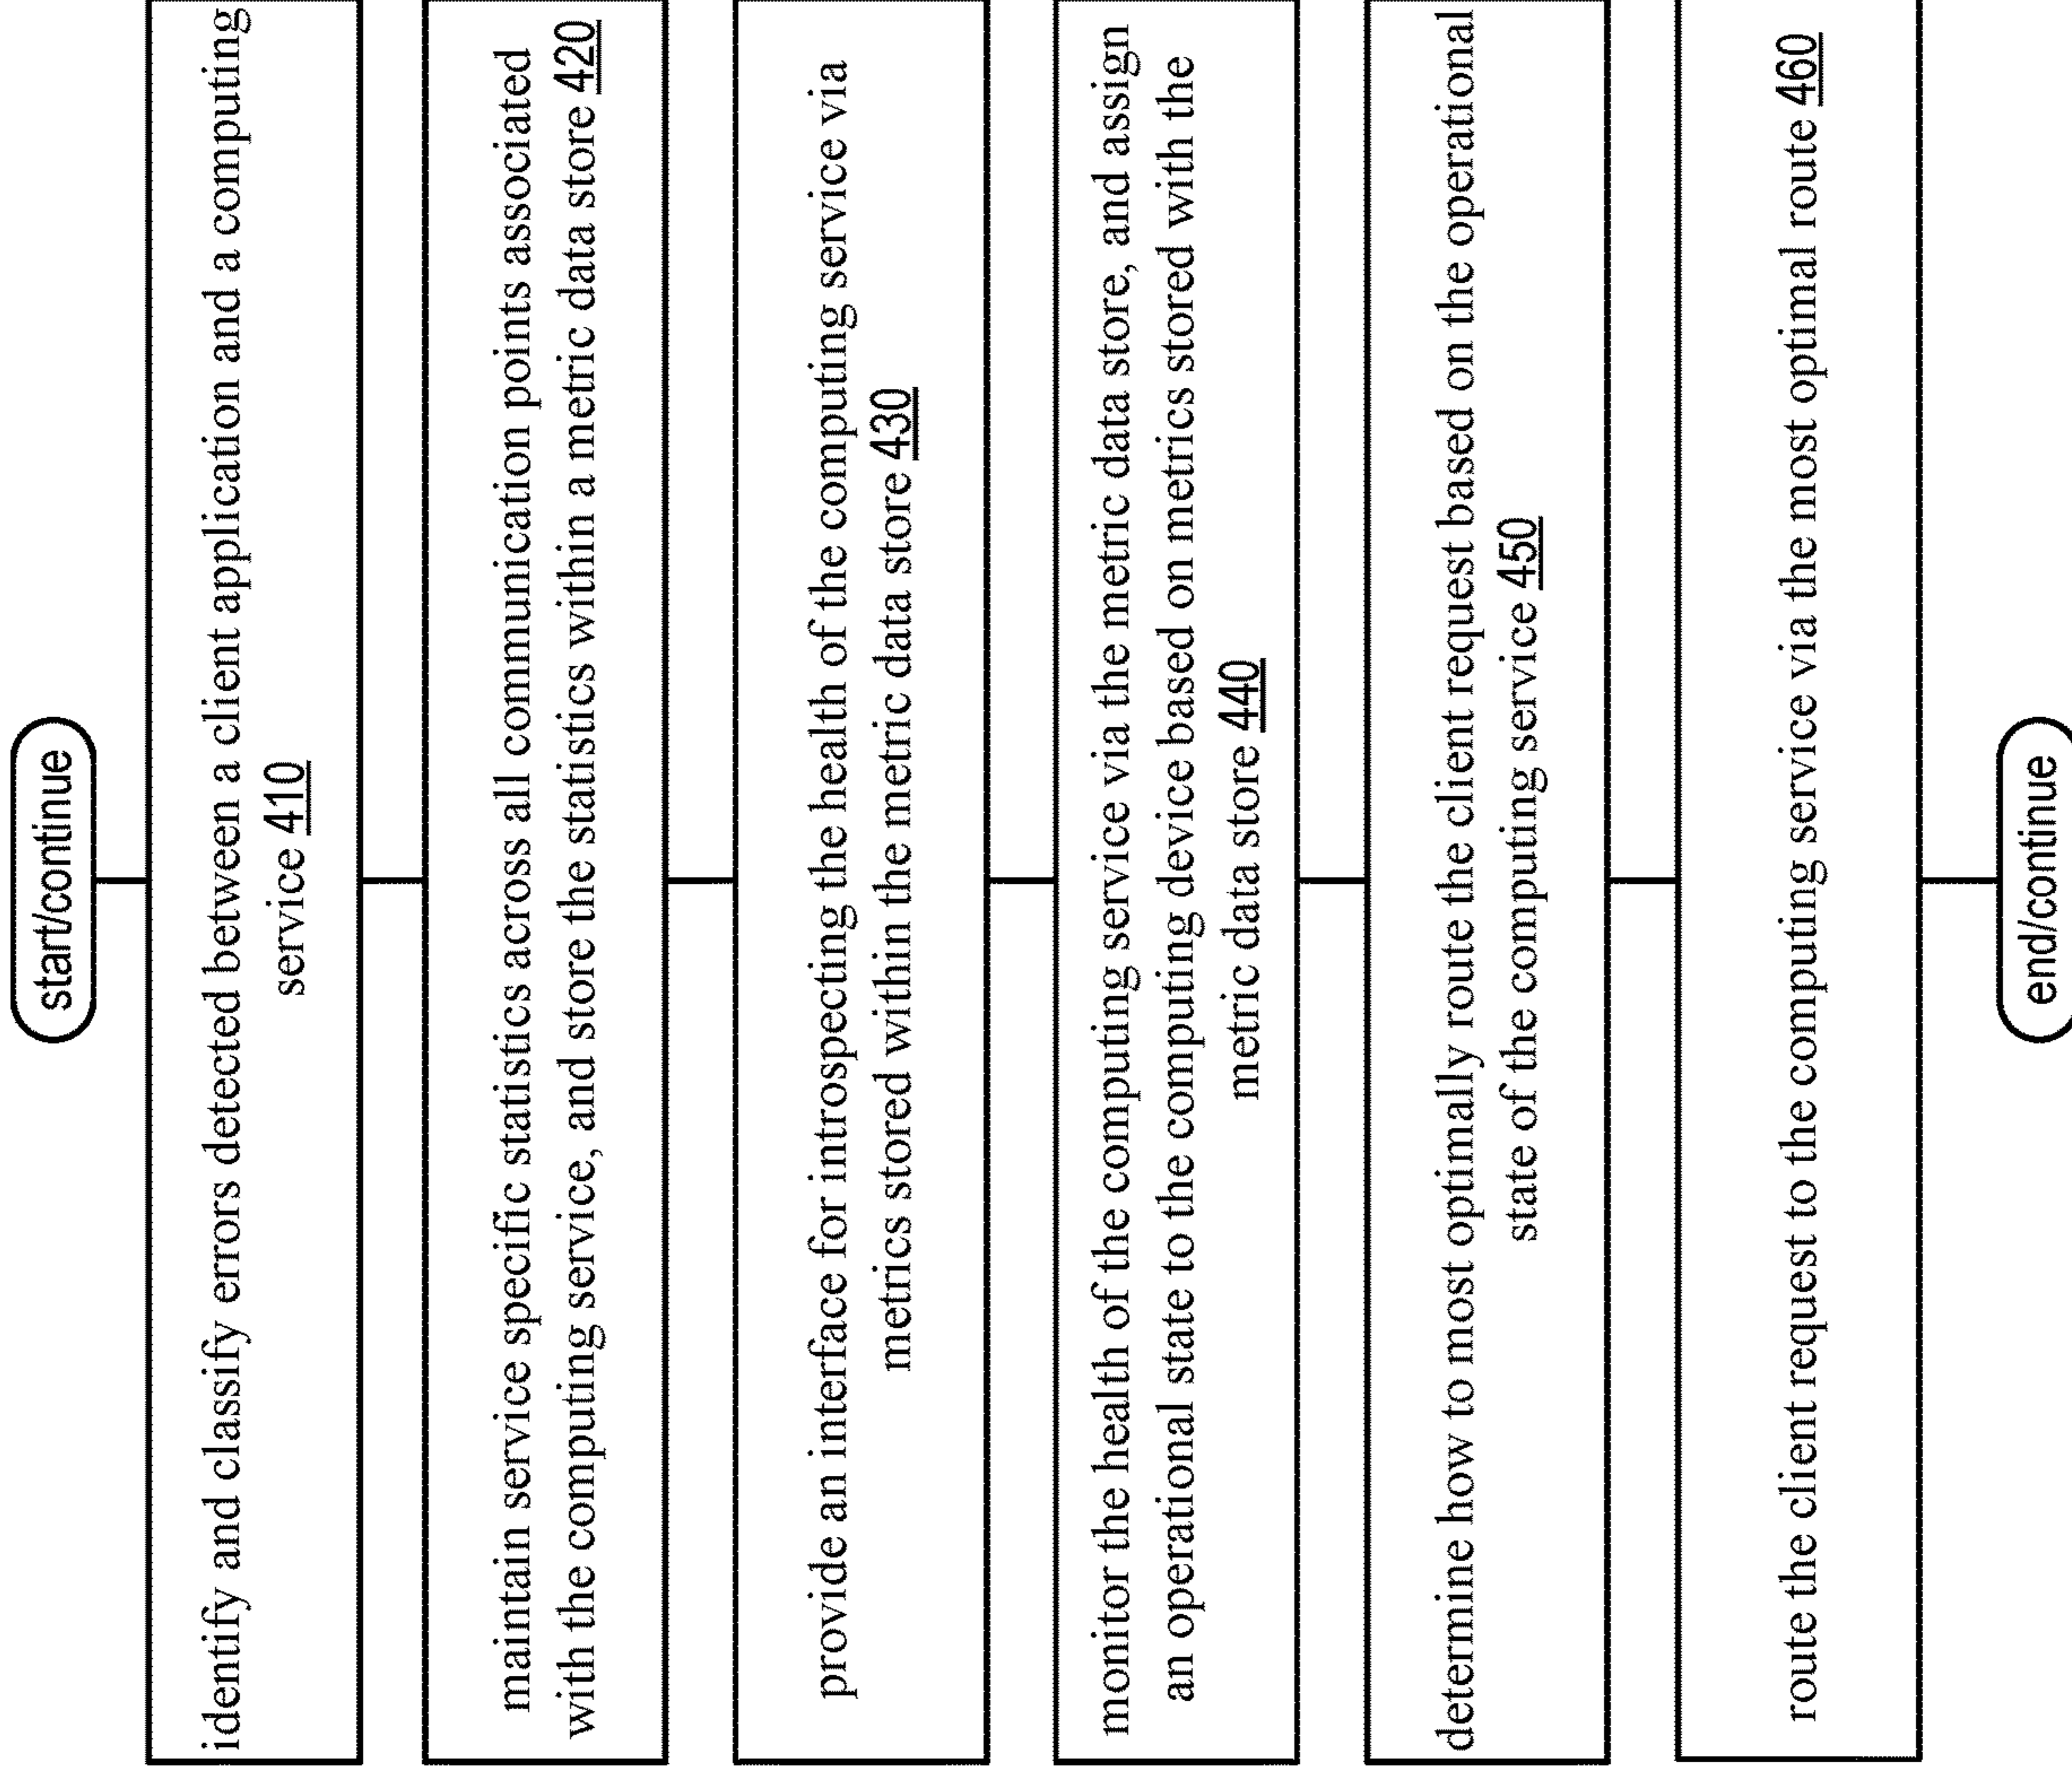 start/continue
identify and classify errors detected between a client application and a computing
service 410
maintain service specific statistics across all communication points associated
with the computing service, and store the statistics within a metric data store 420
provide an interface for introspecting the health of the computing service via
metrics stored within the metric data store 430
monitor the health of the computing service via the metric data store, and assign
an operational state to the computing device based on metrics stored with the
metric data store 440
determine how to most optimally route the client request based on the operational
state of the computing service 450
route the client request to the computing service via the most optimal route 460
end/continue